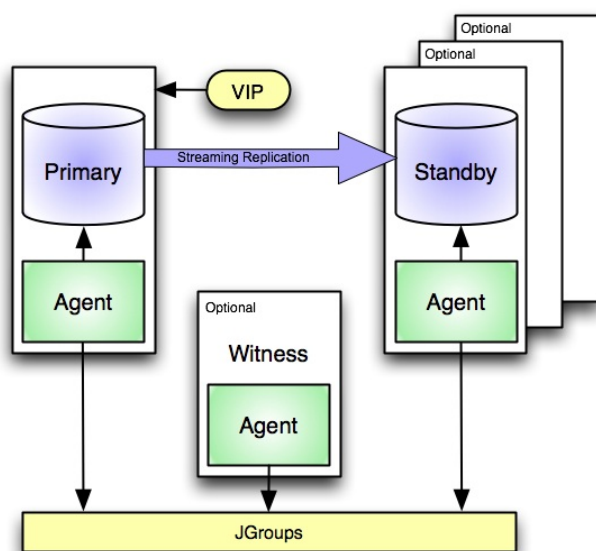 Optional
Optional
VIP
Primary
Streaming Replication
Standby
Agent
Agent
Optional
Witness
Agent
JGroups